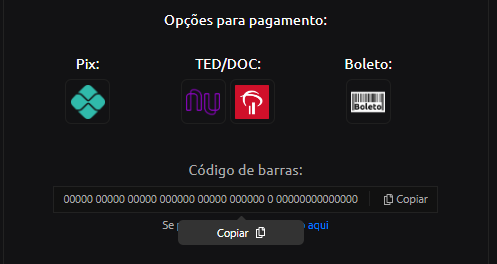 Opções para pagamento:
Pix: TED/DOC: Boleto:
nu
Boleto
Código de barras:
00000 00000 00000 000000 00000 000000 0 00000000000000 Copiar
Se aqui
Copiar